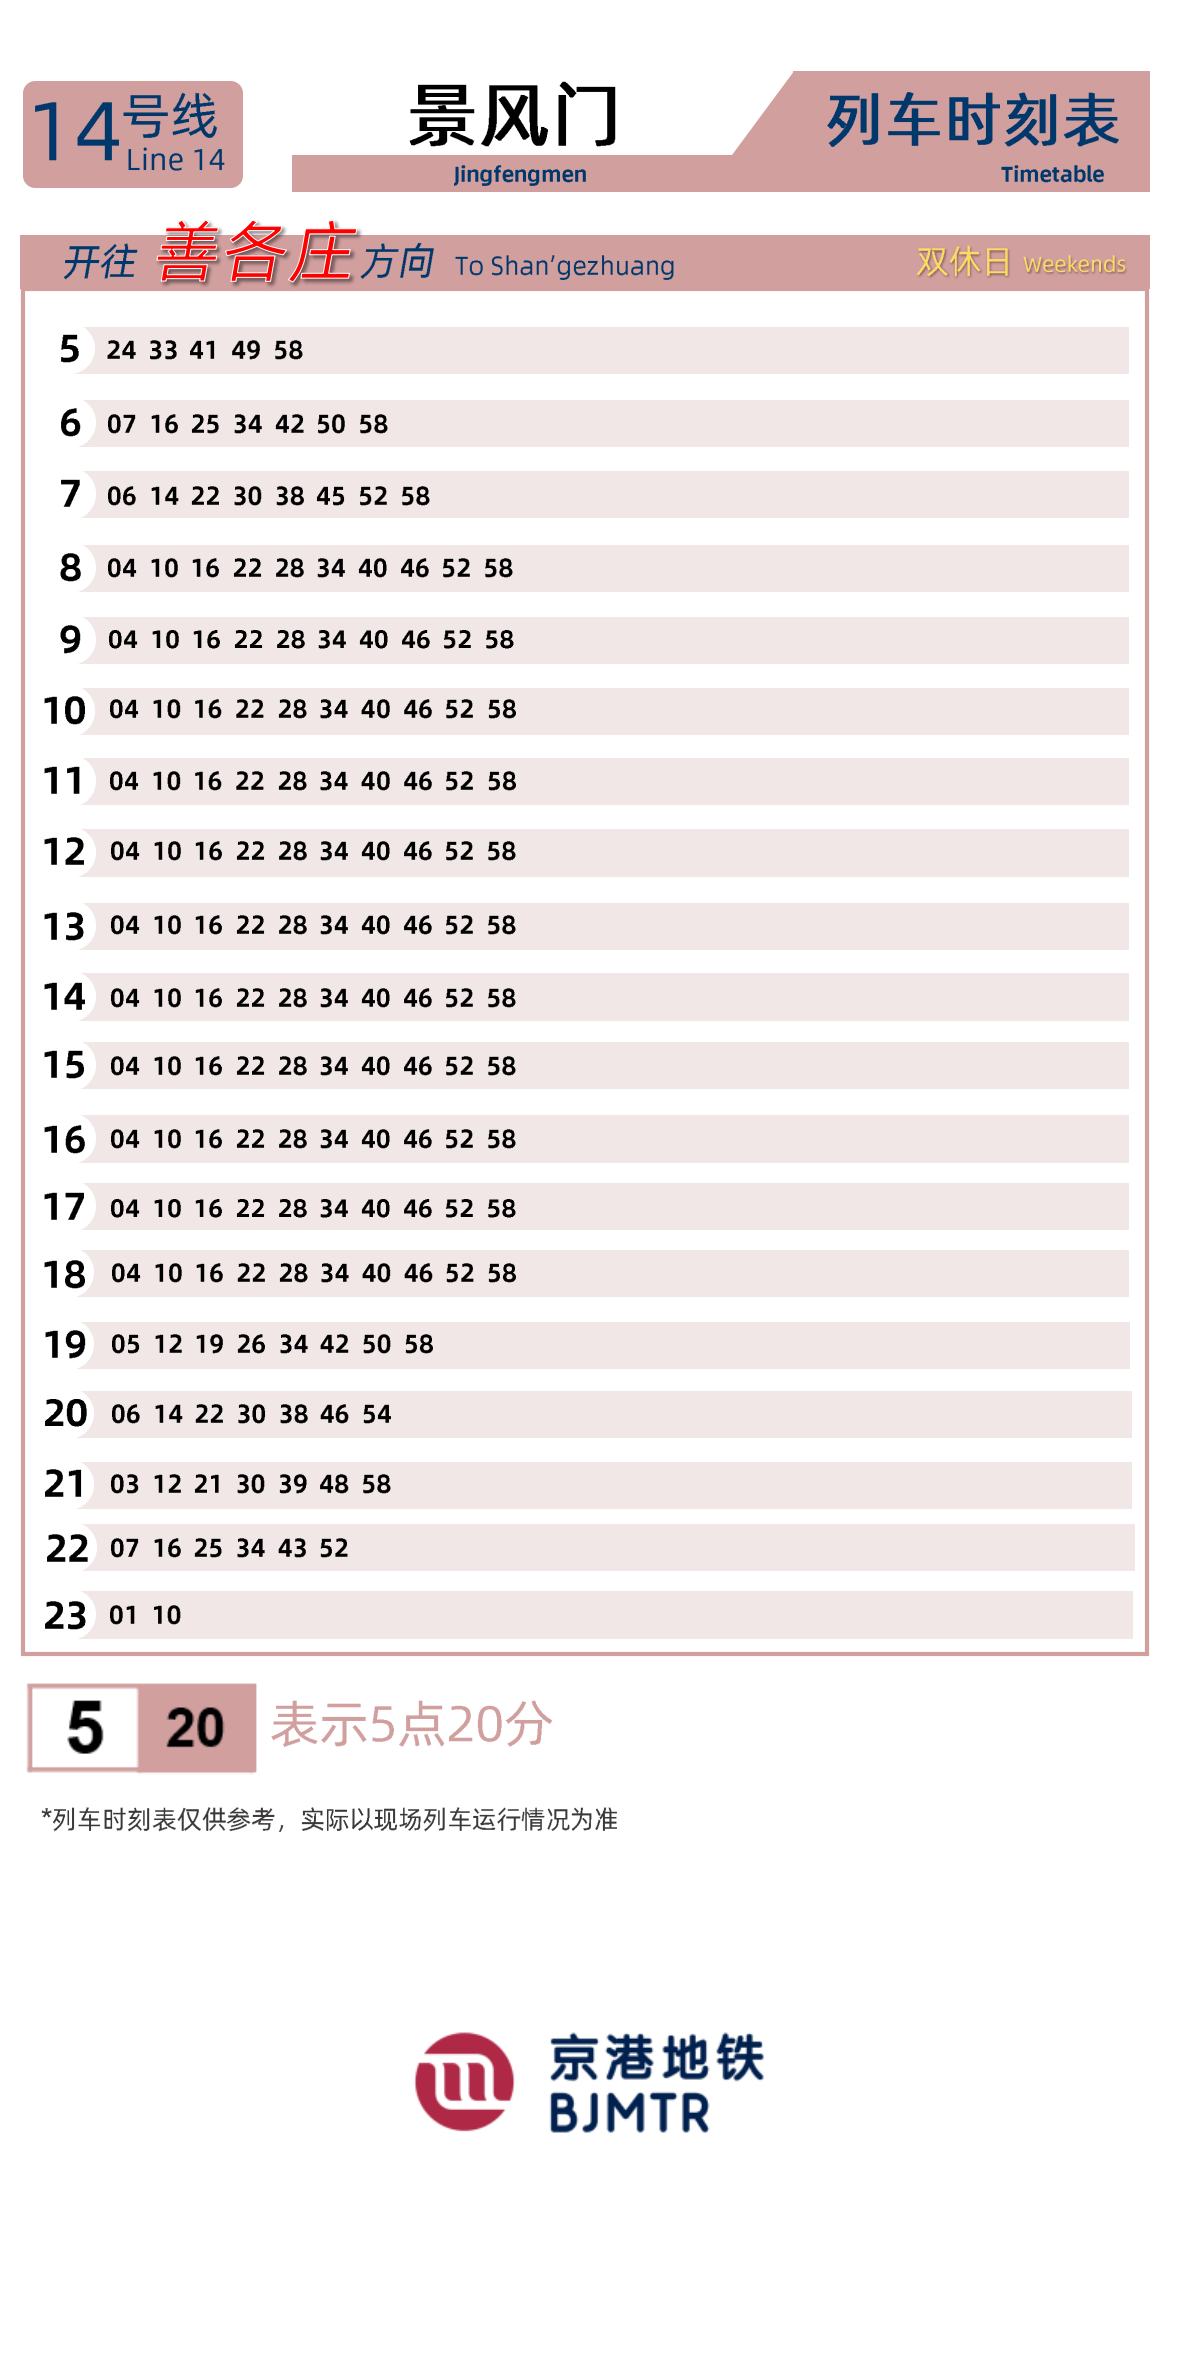 14号线
Line 14
景风门
Jingfengmen
列车时刻表
Timetable
开往 善各庄 方向 To Shan’gezhuang 双休日 Weekends
5 24 33 41 49 58
6 07 16 25 34 42 50 58
7 06 14 22 30 38 45 52 58
8 04 10 16 22 28 34 40 46 52 58
9 04 10 16 22 28 34 40 46 52 58
10 04 10 16 22 28 34 40 46 52 58
11 04 10 16 22 28 34 40 46 52 58
12 04 10 16 22 28 34 40 46 52 58
13 04 10 16 22 28 34 40 46 52 58
14 04 10 16 22 28 34 40 46 52 58
15 04 10 16 22 28 34 40 46 52 58
16 04 10 16 22 28 34 40 46 52 58
17 04 10 16 22 28 34 40 46 52 58
18 04 10 16 22 28 34 40 46 52 58
19 05 12 19 26 34 42 50 58
20 06 14 22 30 38 46 54
21 03 12 21 30 39 48 58
22 07 16 25 34 43 52
23 01 10
5 20 表示5点20分
*列车时刻表仅供参考，实际以现场列车运行情况为准
京港地铁
BJMTR